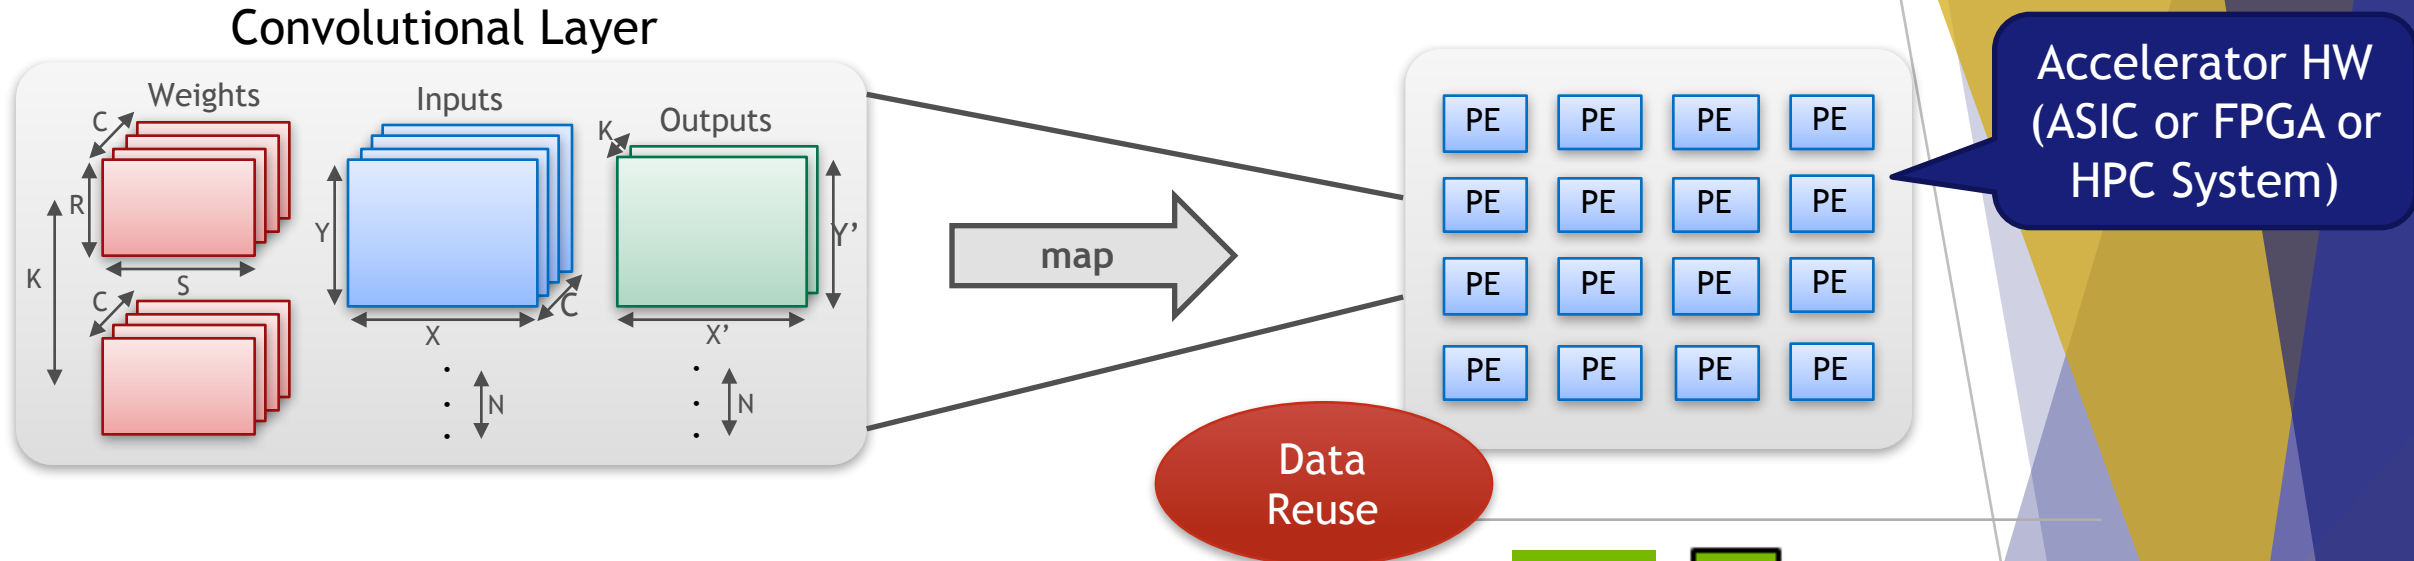 Convolutional Layer
Weights
Inputs
Outputs
C
R
S
K
C
Y
X
C
K
Y'
X'
N
N
map
PE PE PE PE
PE PE PE PE
PE PE PE PE
PE PE PE PE
Accelerator HW
(ASIC or FPGA or
HPC System)
Data
Reuse